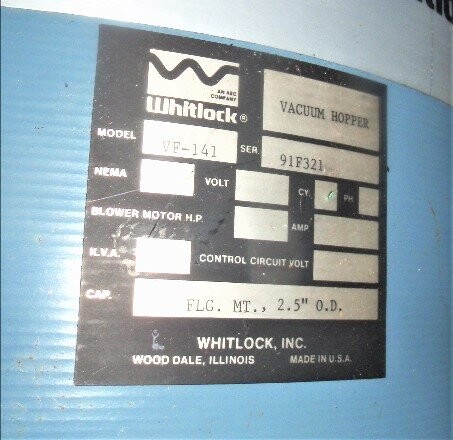 AN AEC
COMPANY
Whitlock®
VACUUM HOPPER
MODEL VF-141 SER. 91F321
NEMA VOLT CY. PH
BLOWER MOTOR H.P. AMP
K.V.A. CONTROL CIRCUIT VOLT
CAP. FLG. MT., 2.5" O.D.
WHITLOCK, INC.
WOOD DALE, ILLINOIS MADE IN U.S.A.